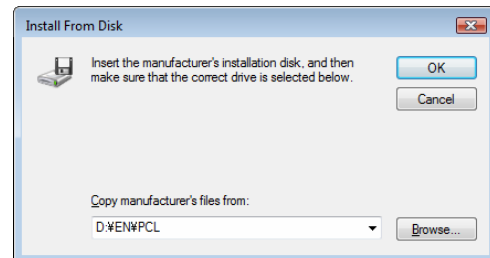 Install From Disk
Insert the manufacturer's installation disk, and then
make sure that the correct drive is selected below.
OK
Cancel
Copy manufacturer's files from:
D:¥EN¥PCL
Browse...